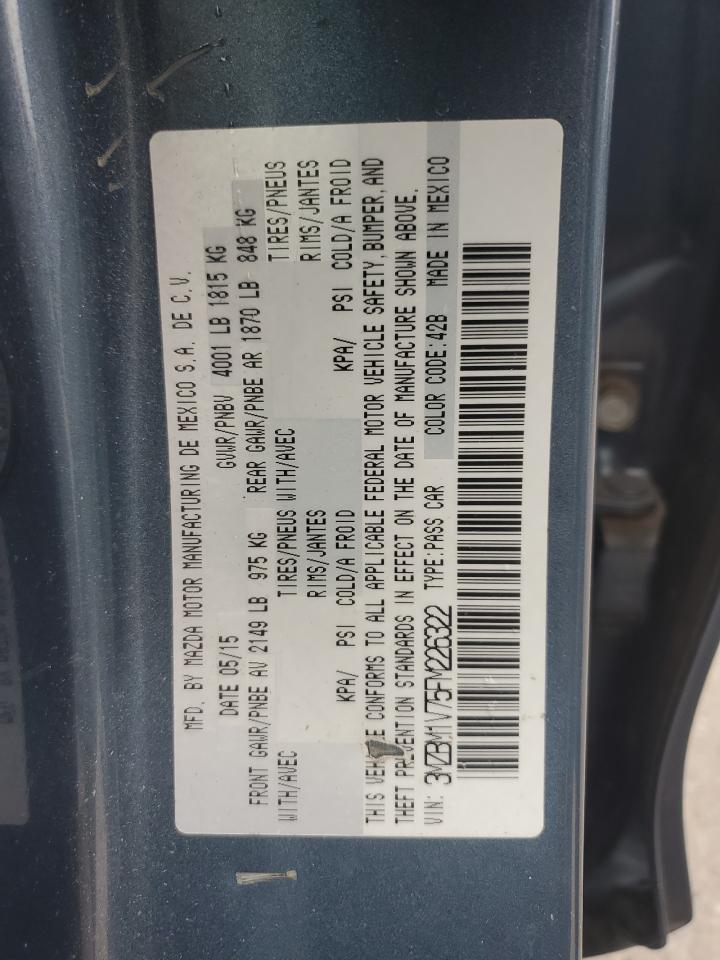 MFD. BY MAZDA MOTOR MANUFACTURING DE MEXICO S.A. DE C.V.
DATE 05/15 GVWR/PNBV 4001 LB 1815 KG
FRONT GAWR/PNBE AV 2149 LB 975 KG REAR GAWR/PNBE AR 1870 LB 848 KG
WITH/AVEC TIRES/PNEUS WITH/AVEC TIRES/PNEUS
RIMS/JANTES RIMS/JANTES
KPA/ PSI COLD/A FROID KPA/ PSI COLD/A FROID
THIS VEHICLE CONFORMS TO ALL APPLICABLE FEDERAL MOTOR VEHICLE SAFETY, BUMPER, AND
THEFT PREVENTION STANDARDS IN EFFECT ON THE DATE OF MANUFACTURE SHOWN ABOVE.
VIN: 3MZBM1V75FM226322 TYPE:PASS CAR COLOR CODE:42B MADE IN MEXICO